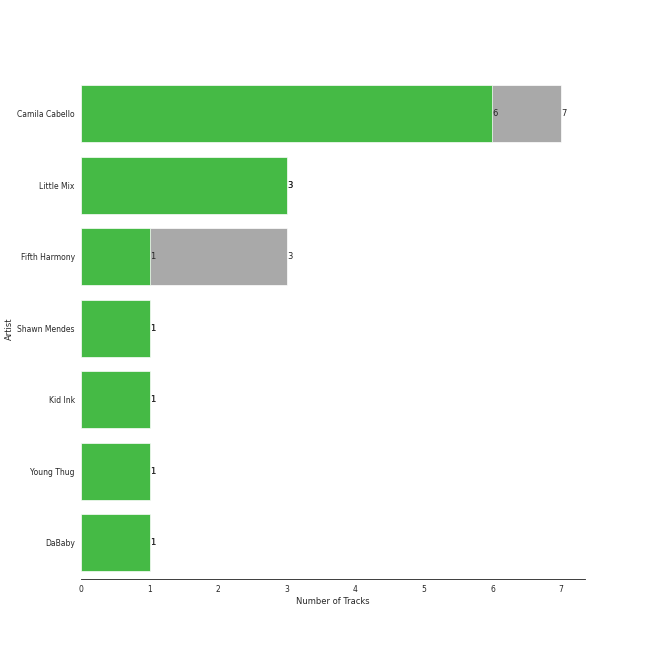 Camila Cabello 6 7
Little Mix 3
Fifth Harmony 1 3
Shawn Mendes 1
Kid Ink 1
Young Thug 1
DaBaby 1
Artist
0 1 2 3 4 5 6 7
Number of Tracks